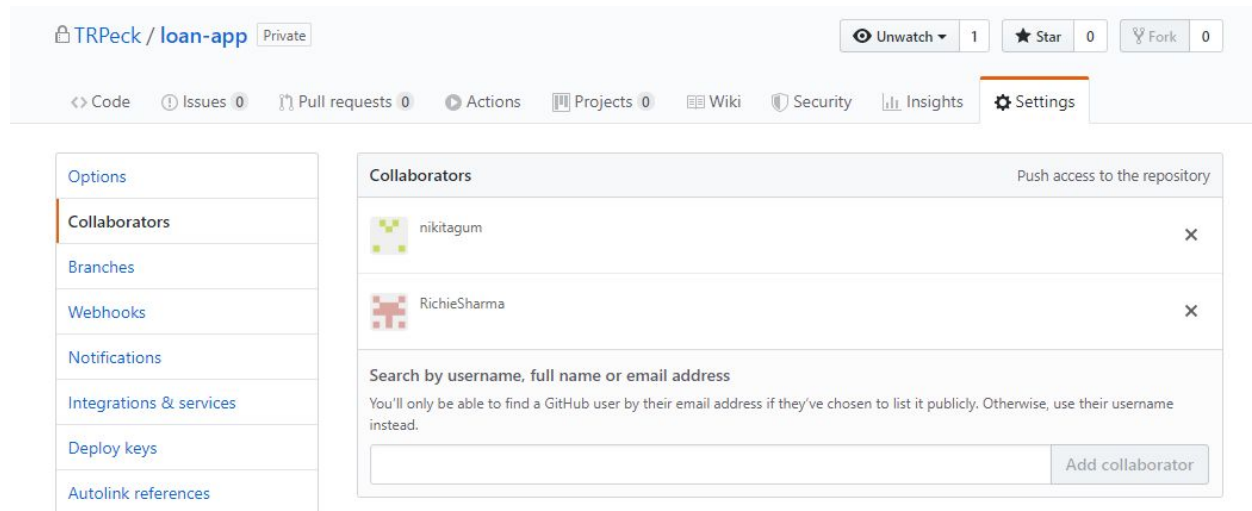 TRPeck / loan-app Private
Unwatch 1 Star 0 Fork 0
Code Issues 0 Pull requests 0 Actions Projects 0 Wiki Security Insights Settings
Options
Collaborators
Branches
Webhooks
Notifications
Integrations & services
Deploy keys
Autolink references
Collaborators Push access to the repository
nikitagum
RichieSharma
Search by username, full name or email address
You'll only be able to find a GitHub user by their email address if they've chosen to list it publicly. Otherwise, use their username
instead.
Add collaborator